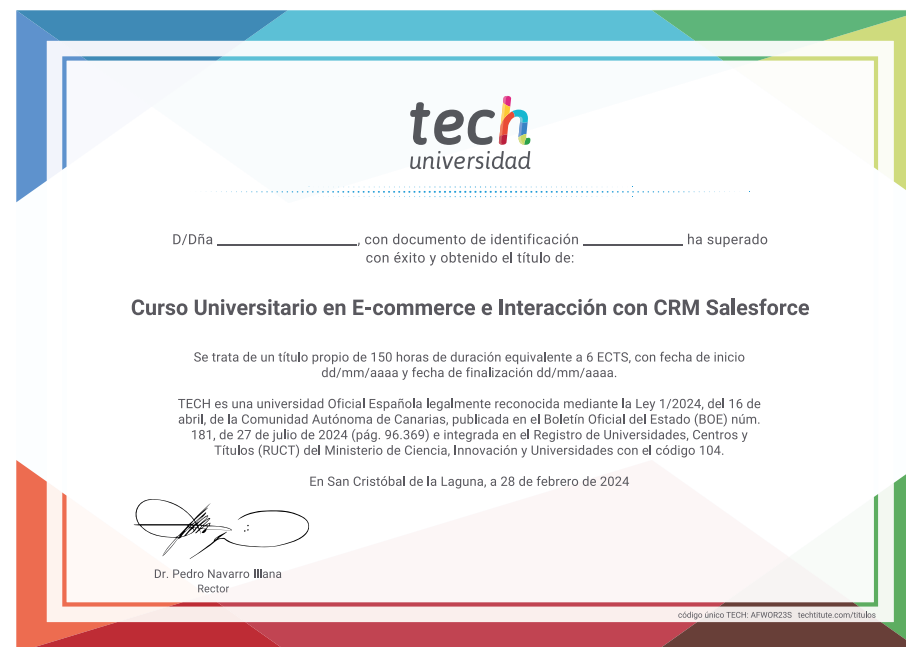 tech
universidad
D/Dña ____________________, con documento de identificación ______________ ha superado
con éxito y obtenido el título de:
Curso Universitario en E-commerce e Interacción con CRM Salesforce
Se trata de un título propio de 150 horas de duración equivalente a 6 ECTS, con fecha de inicio
dd/mm/aaaa y fecha de finalización dd/mm/aaaa.
TECH es una universidad Oficial Española legalmente reconocida mediante la Ley 1/2024, del 16 de
abril, de la Comunidad Autónoma de Canarias, publicada en el Boletín Oficial del Estado (BOE) núm.
181, de 27 de julio de 2024 (pág. 96.369) e integrada en el Registro de Universidades, Centros y
Títulos (RUCT) del Ministerio de Ciencia, Innovación y Universidades con el código 104.
En San Cristóbal de la Laguna, a 28 de febrero de 2024
Dr. Pedro Navarro Illana
Rector
código único TECH: AFWOR23S techtitute.com/titulos